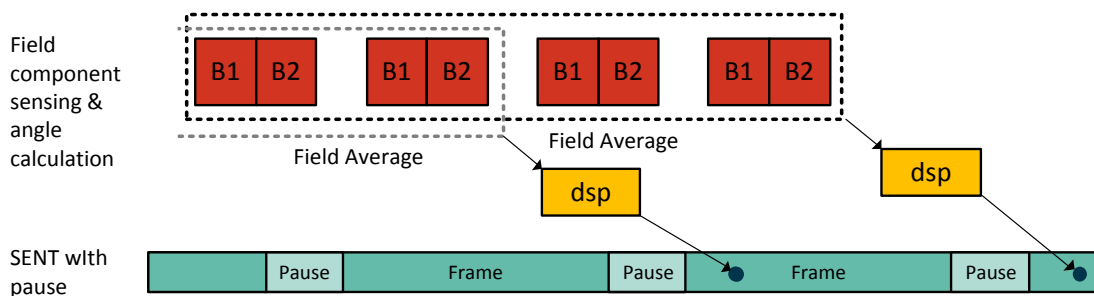 Field
component
sensing &
angle
calculation
B1 B2 B1 B2 B1 B2 B1 B2
Field Average
Field Average
dsp
dsp
SENT wIth
pause
Pause Frame Pause Frame Pause